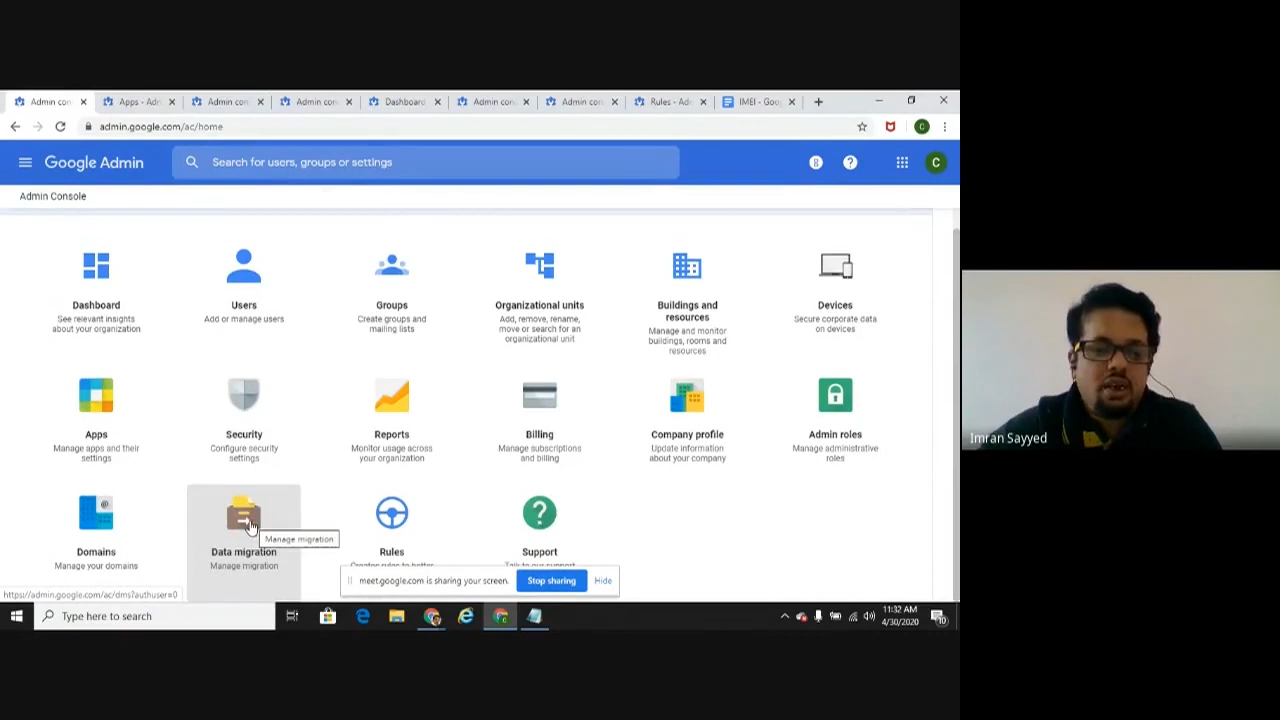 Admin con
Apps - Adm
Admin con
Admin con
Dashboard
Admin con
Admin con
Rules - Adm
IMEI - Goog
admin.google.com/ac/home
C
Google Admin
Search for users, groups or settings
8
?
C
Admin Console
Dashboard
See relevant insights
about your organization
Users
Add or manage users
Groups
Create groups and
mailing lists
Organizational units
Add, remove, rename,
move or search for an
organizational unit
Buildings and
resources
Manage and monitor
buildings, rooms and
resources
Devices
Secure corporate data
on devices
Apps
Manage apps and their
settings
Security
Configure security
settings
Reports
Monitor usage across
your organization
Billing
Manage subscriptions
and billing
Company profile
Update information
about your company
Admin roles
Manage administrative
roles
Domains
Manage your domains
Data migration
Manage migration
Manage migration
Rules
Support
meet.google.com is sharing your screen.
Stop sharing
Hide
https://admin.google.com/ac/dms?authuser=0
Type here to search
11:32 AM
4/30/2020
10
Imran Sayyed